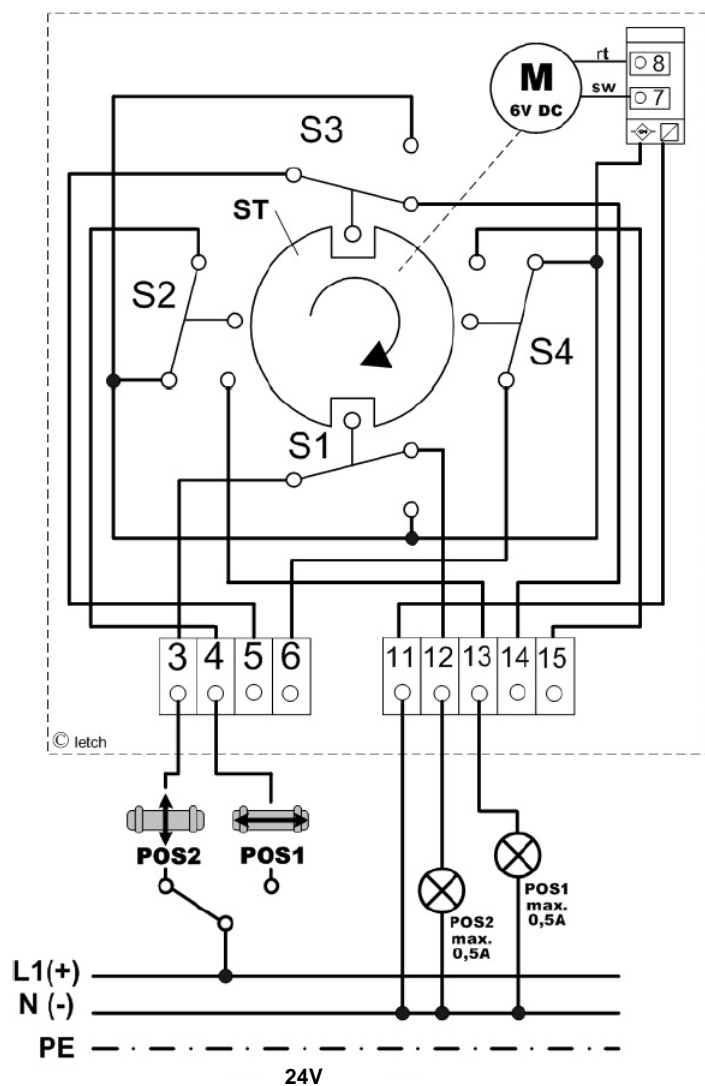 rt
8
M
6V DC
sw
7
S3
ST
S2
S4
S1
3 4 5 6
11 12 13 14 15
© letch
POS2
POS1
POS1
max.
0,5A
POS2
max.
0,5A
L1(+)
N (-)
PE
24V